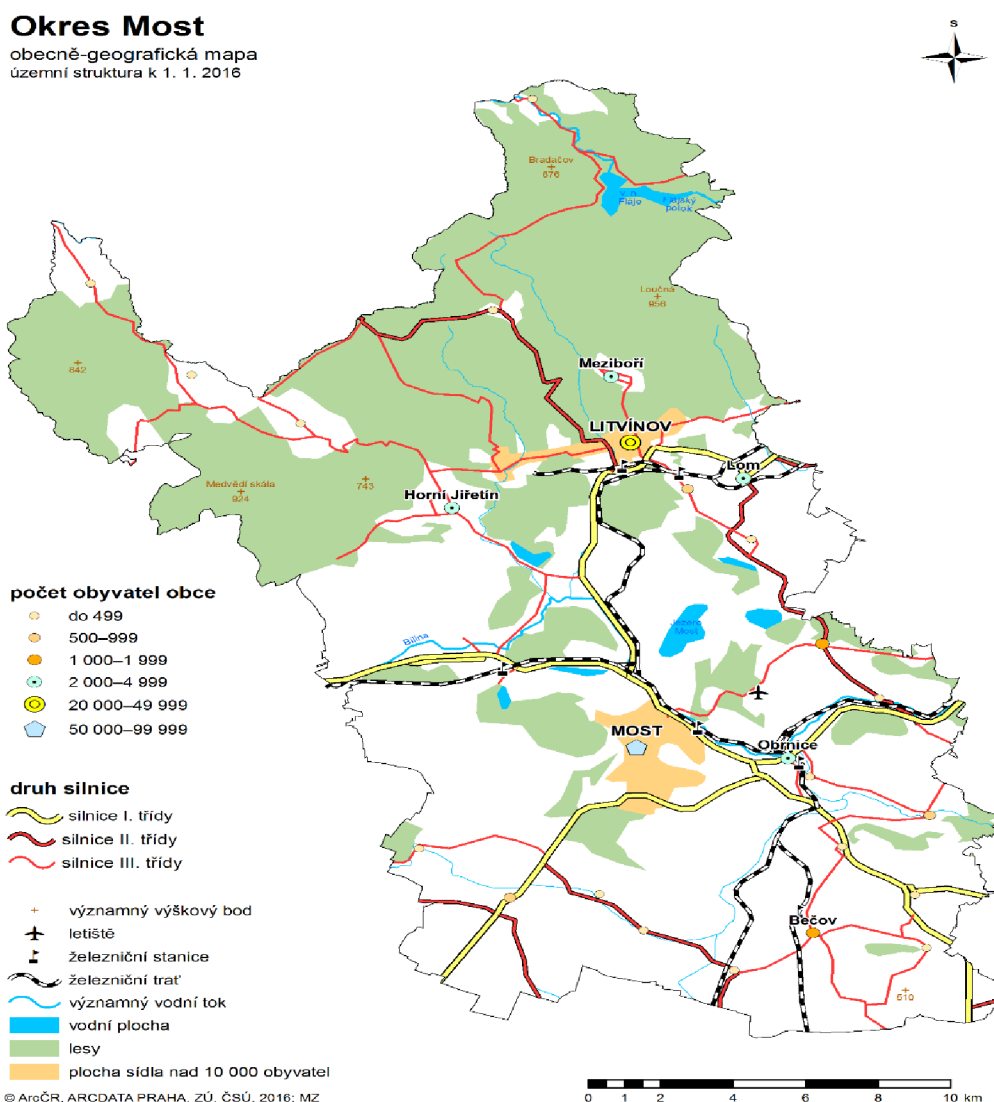 Okres Most
obecně-geografická mapa
územní struktura k 1. 1. 2016
S
Bradačov
876
v. n.
Fláje
potok
Loučná
956
842
Meziboří
LITVÍNOV
Lom
Medvědí skála
924
743
Horní Jiřetín
Bílina
Jezero
Most
MOST
Obrnice
Bečov
510
počet obyvatel obce
do 499
500–999
1 000–1 999
2 000–4 999
20 000–49 999
50 000–99 999
druh silnice
silnice I. třídy
silnice II. třídy
silnice III. třídy
významný výškový bod
letiště
železniční stanice
železniční trať
významný vodní tok
vodní plocha
lesy
plocha sídla nad 10 000 obyvatel
© ArcČR, ARCDATA PRAHA, ZÚ, ČSÚ, 2016; MZ
0 1 2 4 6 8 10 km